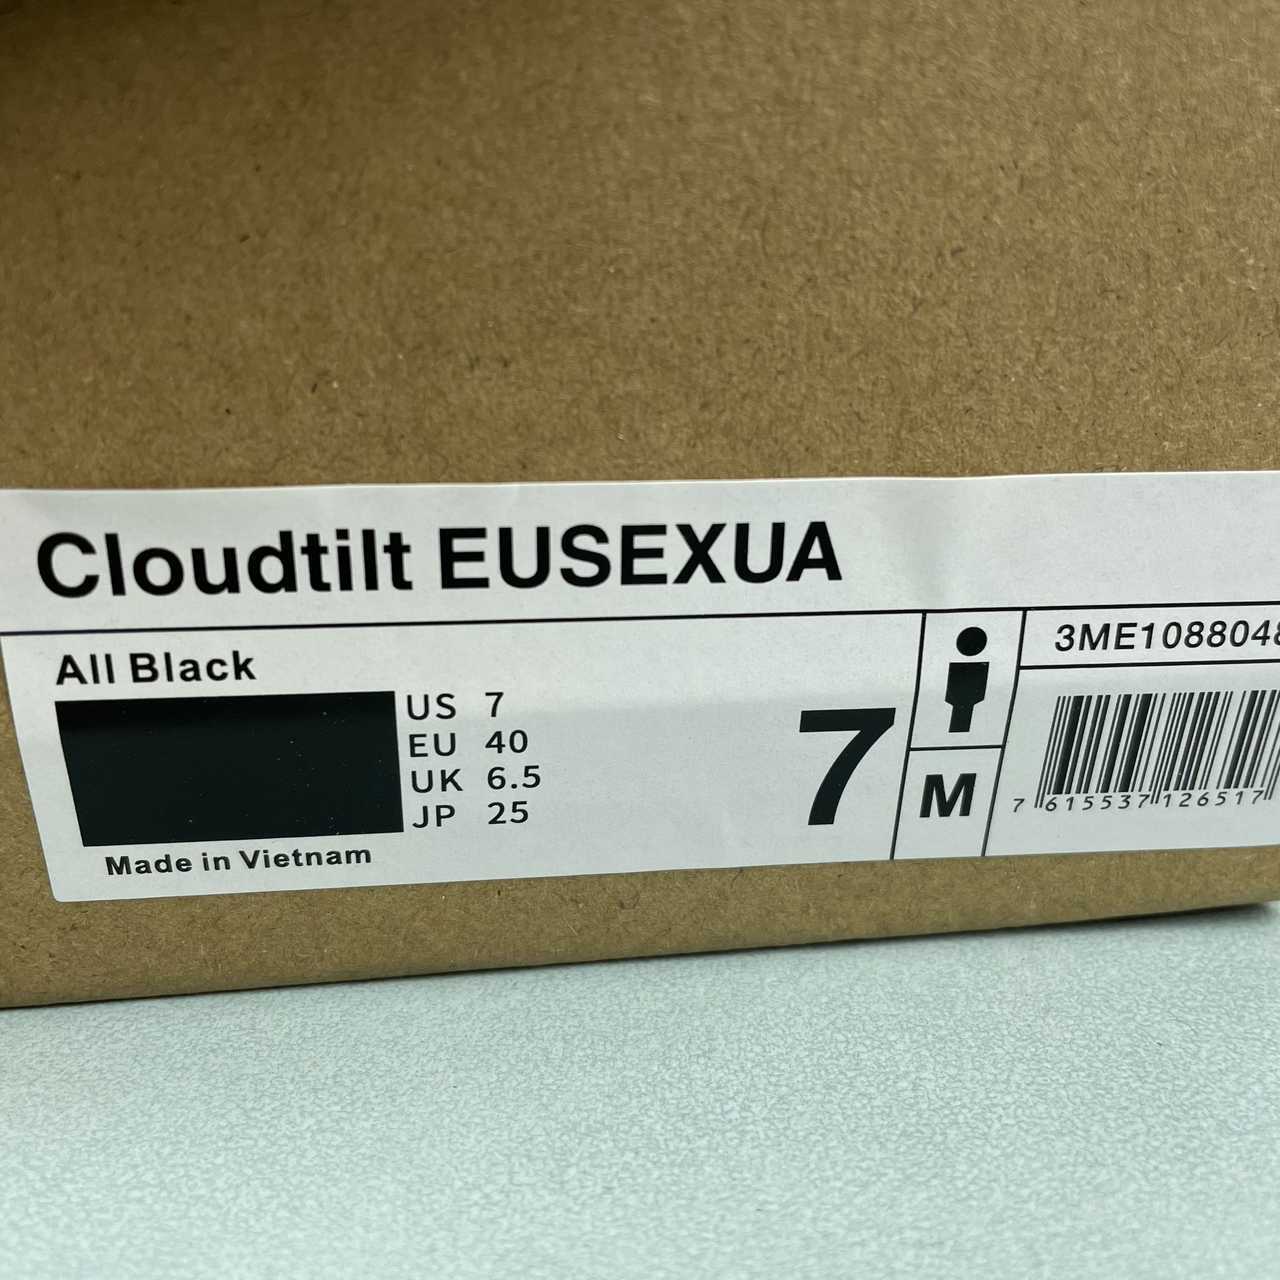 Cloudtilt EUSEXUA
All Black
US 7
EU 40
UK 6.5
JP 25
Made in Vietnam
7
M
3ME1088048
7 615537 126517